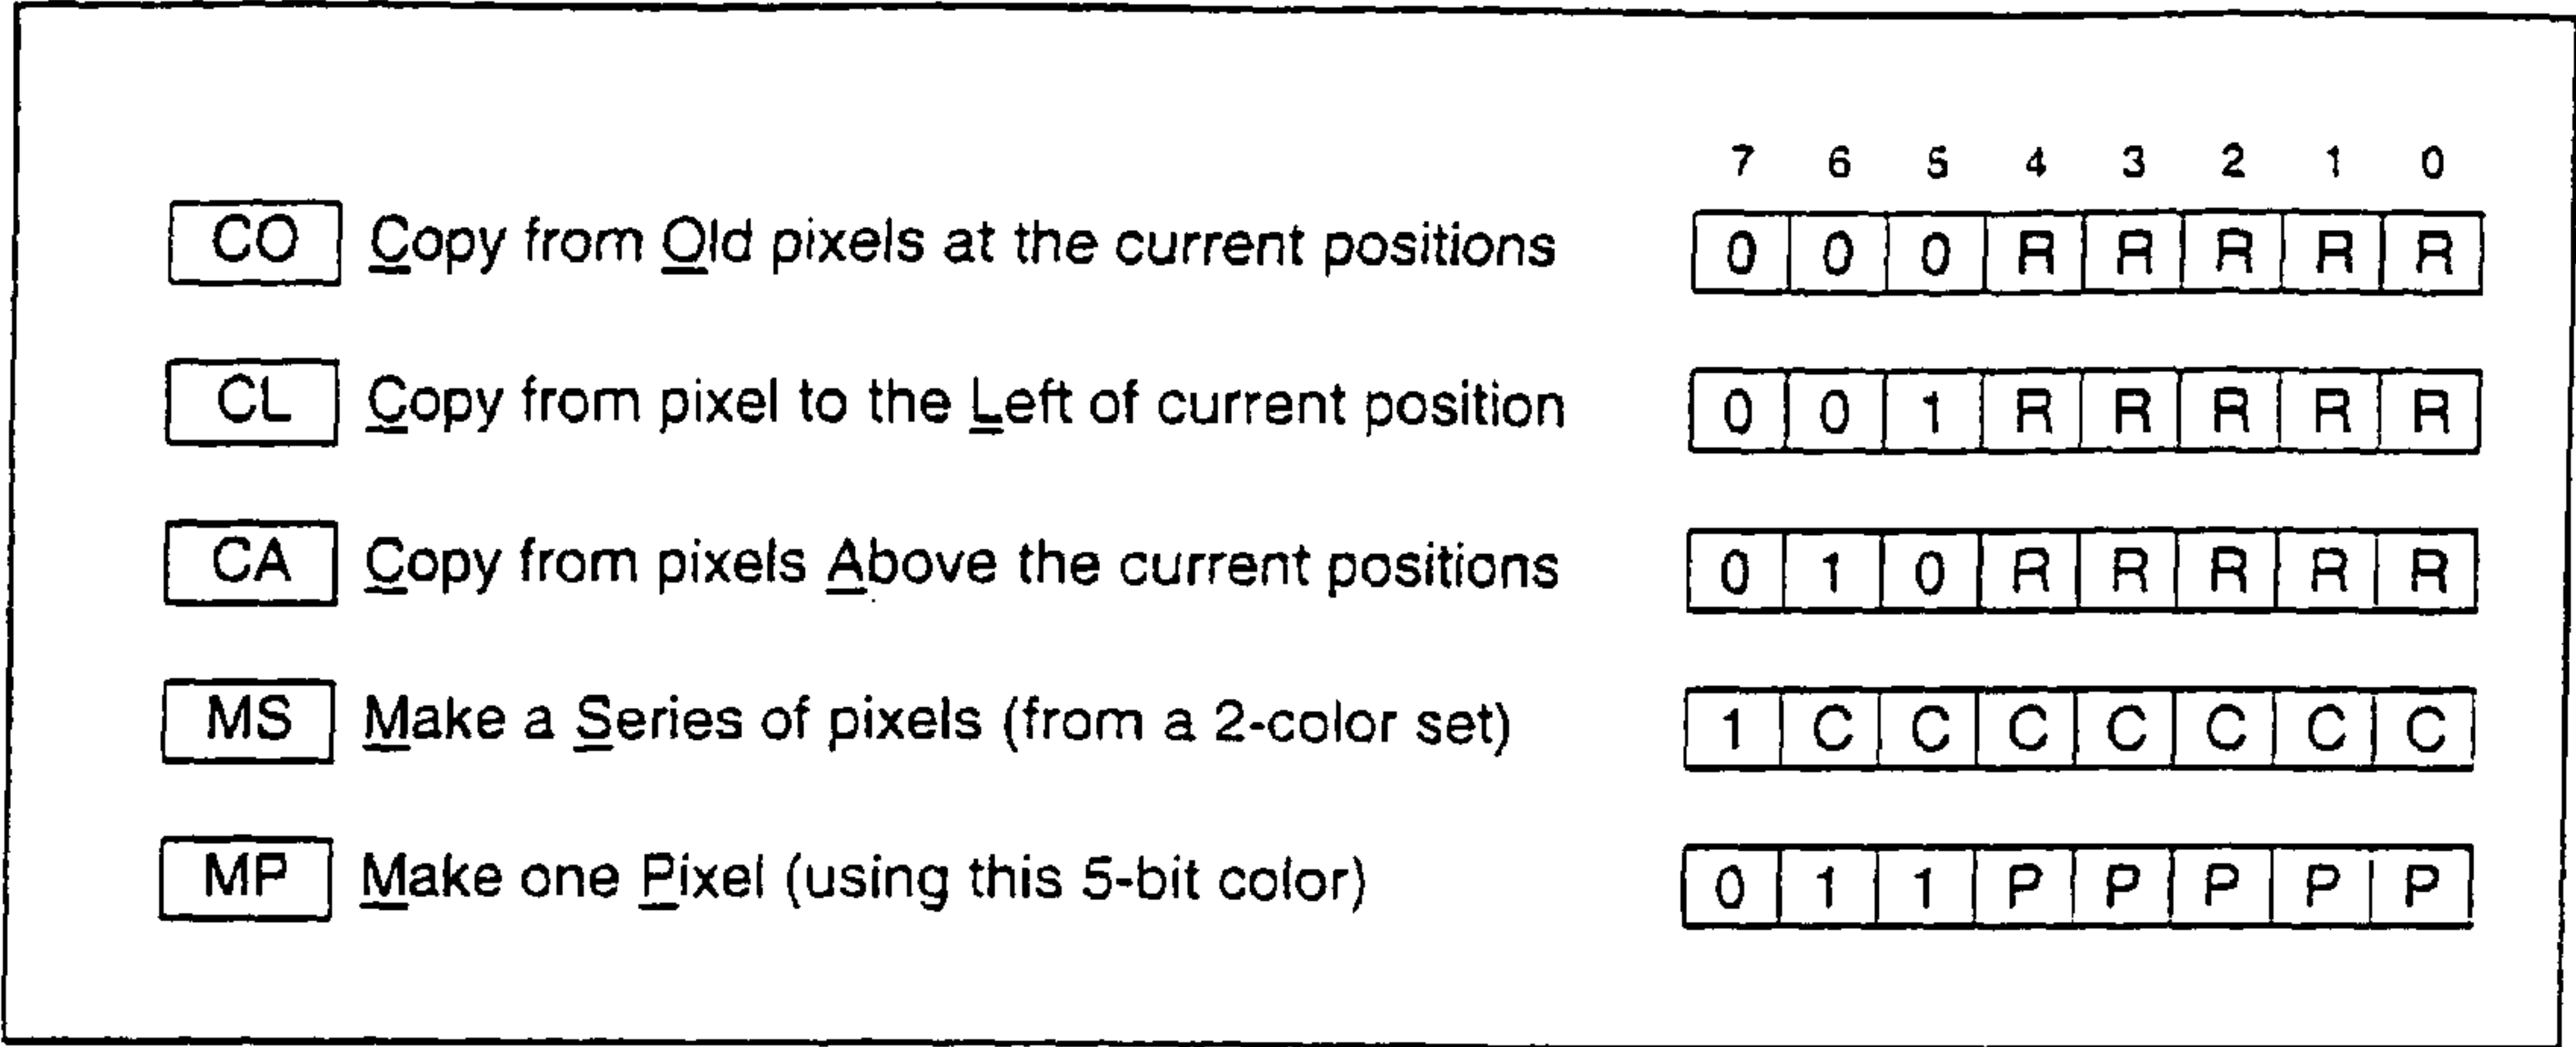 7 6 5 4 3 2 1 0
CO Copy from Old pixels at the current positions 0 0 0 R R R R R
CL Copy from pixel to the Left of current position 0 0 1 R R R R R
CA Copy from pixels Above the current positions 0 1 0 R R R R R
MS Make a Series of pixels (from a 2-color set) 1 C C C C C C C
MP Make one Pixel (using this 5-bit color) 0 1 1 P P P P P